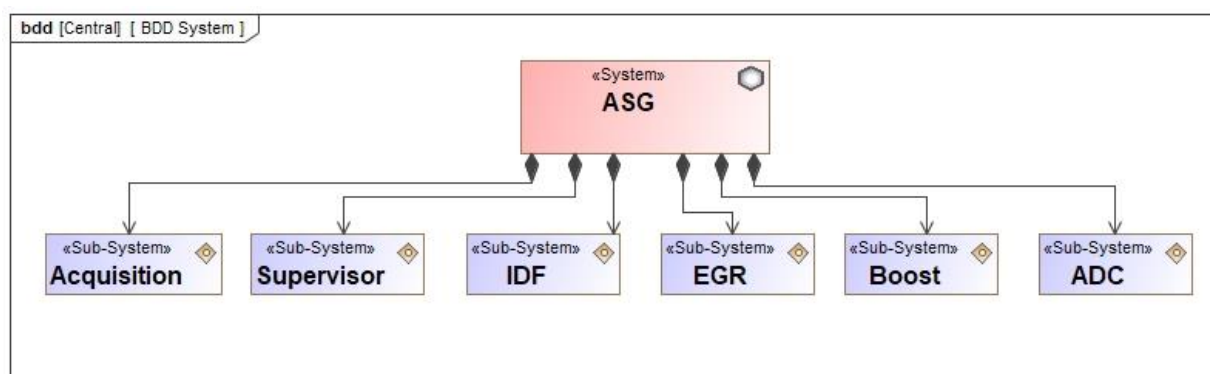 bdd [Central] [ BDD System ]
«System»
ASG
«Sub-System»
Acquisition
«Sub-System»
Supervisor
«Sub-System»
IDF
«Sub-System»
EGR
«Sub-System»
Boost
«Sub-System»
ADC